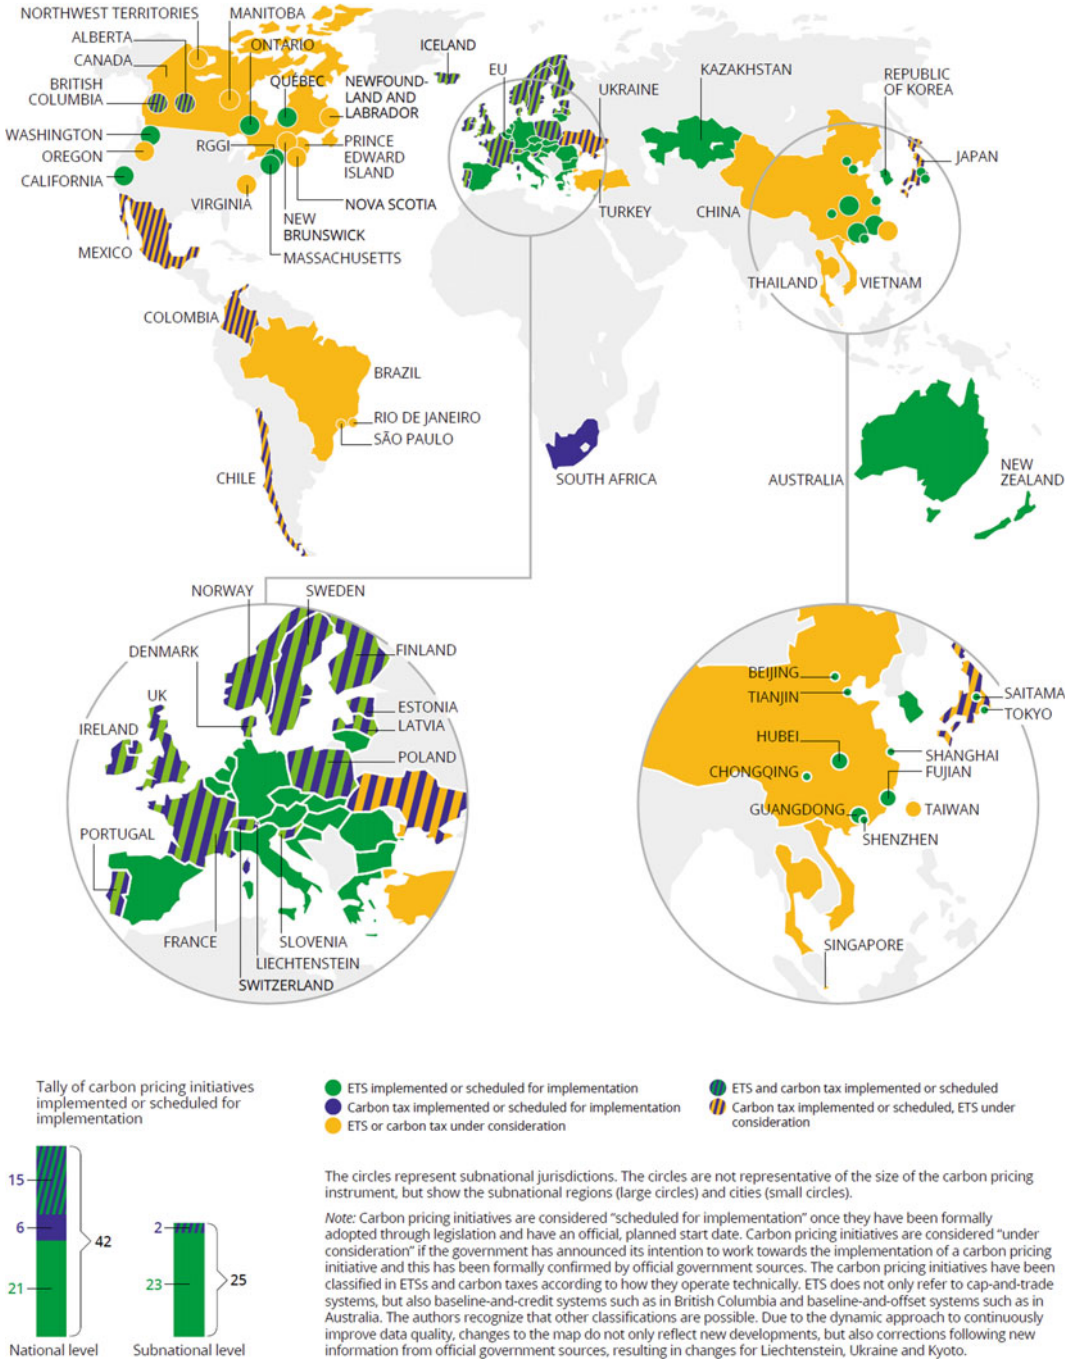 NORTHWEST TERRITORIES
MANITOBA
ICELAND
ALBERTA
ONTARIO
EU
KAZAKHSTAN
REPUBLIC
OF KOREA
CANADA
QUÉBEC
NEWFOUND-
LAND AND
LABRADOR
UKRAINE
BRITISH
COLUMBIA
WASHINGTON
RGGI
PRINCE
EDWARD
ISLAND
JAPAN
OREGON
CALIFORNIA
VIRGINIA
NOVA SCOTIA
TURKEY
CHINA
NEW
BRUNSWICK
MEXICO
MASSACHUSETTS
THAILAND
VIETNAM
COLOMBIA
BRAZIL
RIO DE JANEIRO
SÃO PAULO
CHILE
SOUTH AFRICA
AUSTRALIA
NEW
ZEALAND
NORWAY
SWEDEN
DENMARK
FINLAND
UK
ESTONIA
IRELAND
LATVIA
POLAND
PORTUGAL
FRANCE
SLOVENIA
LIECHTENSTEIN
SWITZERLAND
BEIJING
TIANJIN
SAITAMA
TOKYO
HUBEI
SHANGHAI
CHONGQING
FUJIAN
GUANGDONG
TAIWAN
SHENZHEN
SINGAPORE
Tally of carbon pricing initiatives
implemented or scheduled for
implementation
15
6
42
21
National level
2
23
25
Subnational level
ETS implemented or scheduled for implementation
Carbon tax implemented or scheduled for implementation
ETS or carbon tax under consideration
ETS and carbon tax implemented or scheduled
Carbon tax implemented or scheduled, ETS under
consideration
The circles represent subnational jurisdictions. The circles are not representative of the size of the carbon pricing
instrument, but show the subnational regions (large circles) and cities (small circles).
Note: Carbon pricing initiatives are considered “scheduled for implementation” once they have been formally
adopted through legislation and have an official, planned start date. Carbon pricing initiatives are considered “under
consideration” if the government has announced its intention to work towards the implementation of a carbon pricing
initiative and this has been formally confirmed by official government sources. The carbon pricing initiatives have been
classified in ETSs and carbon taxes according to how they operate technically. ETS does not only refer to cap-and-trade
systems, but also baseline-and-credit systems such as in British Columbia and baseline-and-offset systems such as in
Australia. The authors recognize that other classifications are possible. Due to the dynamic approach to continuously
improve data quality, changes to the map do not only reflect new developments, but also corrections following new
information from official government sources, resulting in changes for Liechtenstein, Ukraine and Kyoto.